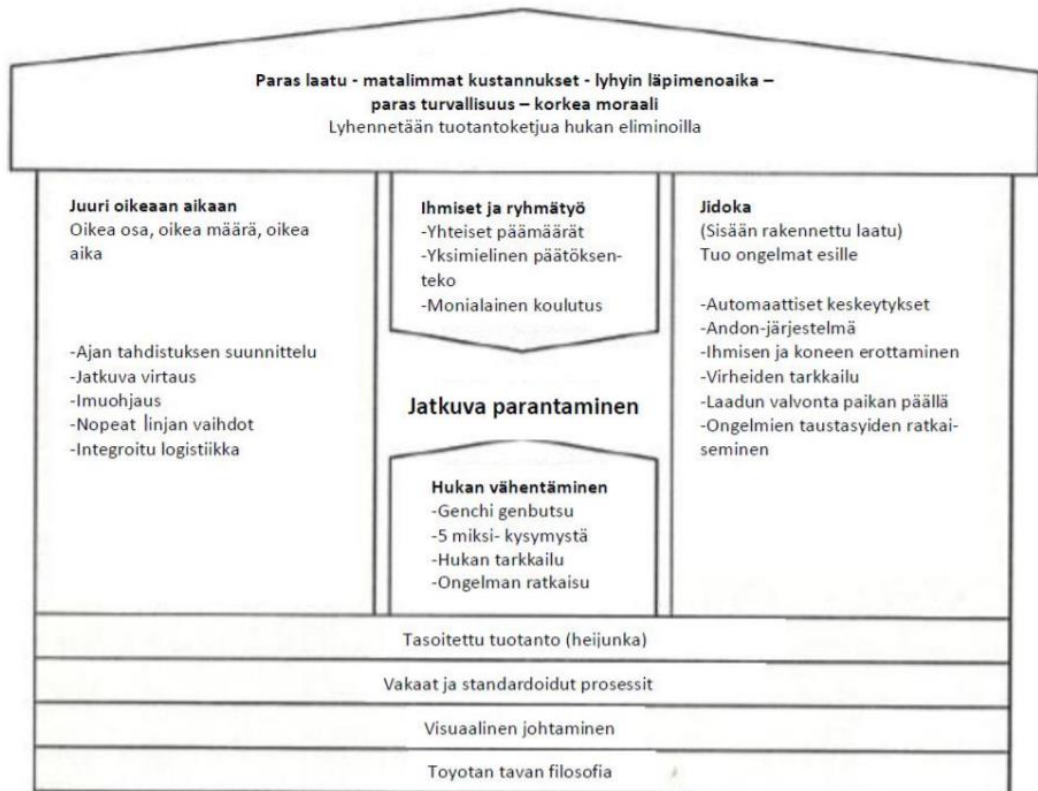 Paras laatu - matalimmat kustannukset - lyhyin läpimenoaika –
paras turvallisuus – korkea moraali
Lyhennetään tuotantoketjua hukan eliminoilla
Juuri oikeaan aikaan
Oikea osa, oikea määrä, oikea
aika
-Ajan tahdistuksen suunnittelu
-Jatkuva virtaus
-Imuohjaus
-Nopeat linjan vaihdot
-Integroitu logistiikka
Ihmiset ja ryhmätyö
-Yhteiset päämäärät
-Yksimielinen päätöksen-
teko
-Monialainen koulutus
Jatkuva parantaminen
Hukan vähentäminen
-Genchi genbutsu
-5 miksi- kysymystä
-Hukan tarkkailu
-Ongelman ratkaisu
Jidoka
(Sisään rakennettu laatu)
Tuo ongelmat esille
-Automaattiset keskeytykset
-Andon-järjestelmä
-Ihmisen ja koneen erottaminen
-Virheiden tarkkailu
-Laadun valvonta paikan päällä
-Ongelmien taustasyiden ratkai-
seminen
Tasoitettu tuotanto (heijunka)
Vakaat ja standardoidut prosessit
Visuaalinen johtaminen
Toyotan tavan filosofia